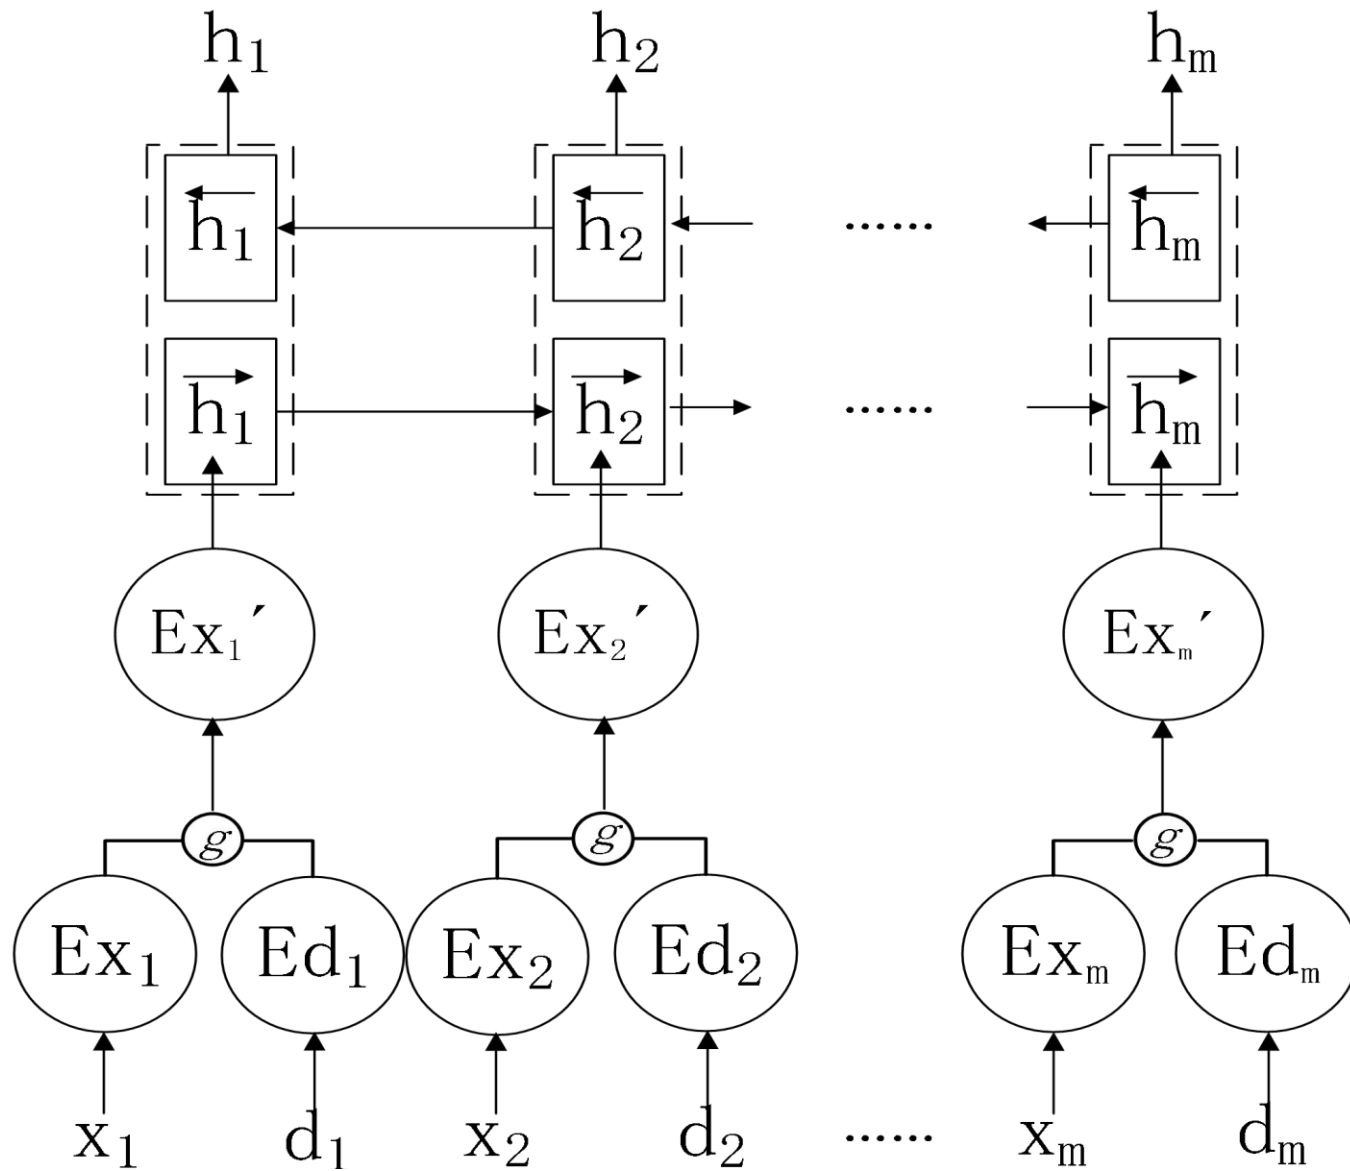 h₁ h₂ hₘ
←h₁ ←h₂ ...... ←hₘ
→h₁ →h₂ ...... →hₘ
Ex₁′ Ex₂′ Exₘ′
g g g
Ex₁ Ed₁ Ex₂ Ed₂ Exₘ Edₘ
x₁ d₁ x₂ d₂ ...... xₘ dₘ